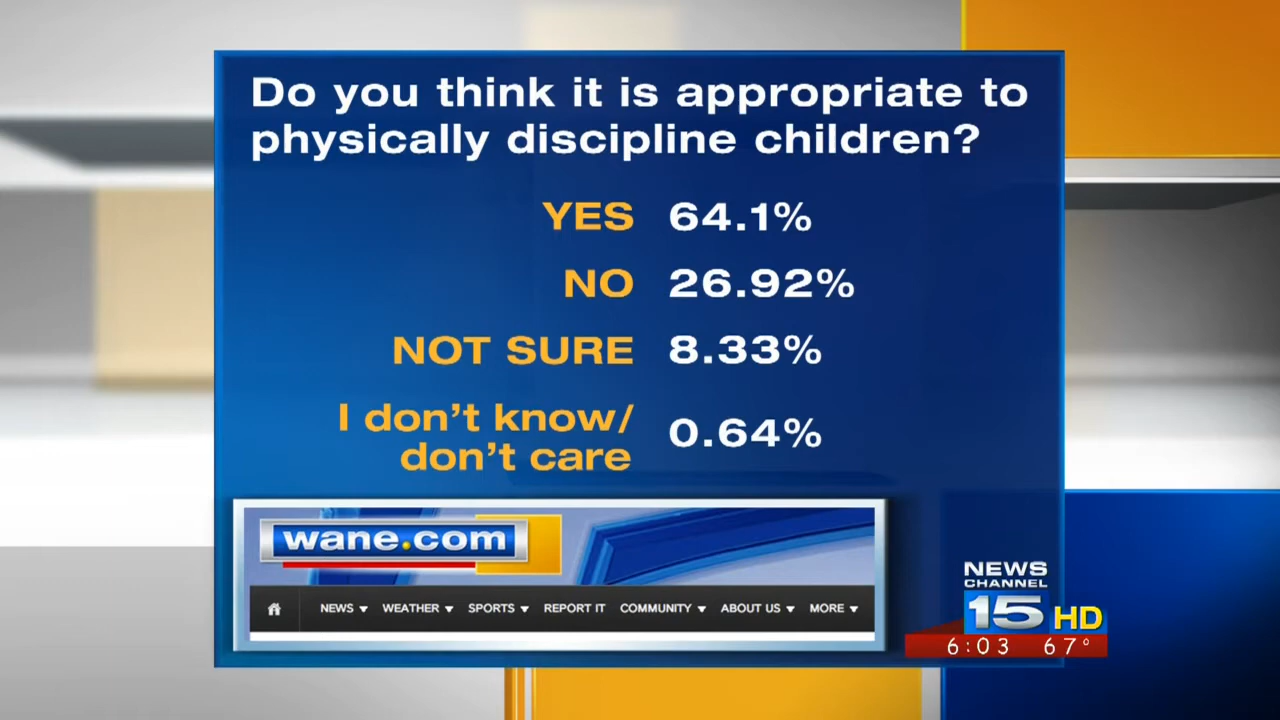 Do you think it is appropriate to
physically discipline children?
YES 64.1%
NO 26.92%
NOT SURE 8.33%
I don't know/
don't care 0.64%
wane.com
NEWS WEATHER SPORTS REPORT IT COMMUNITY ABOUT US MORE
NEWS
CHANNEL
15 HD
6:03 67°